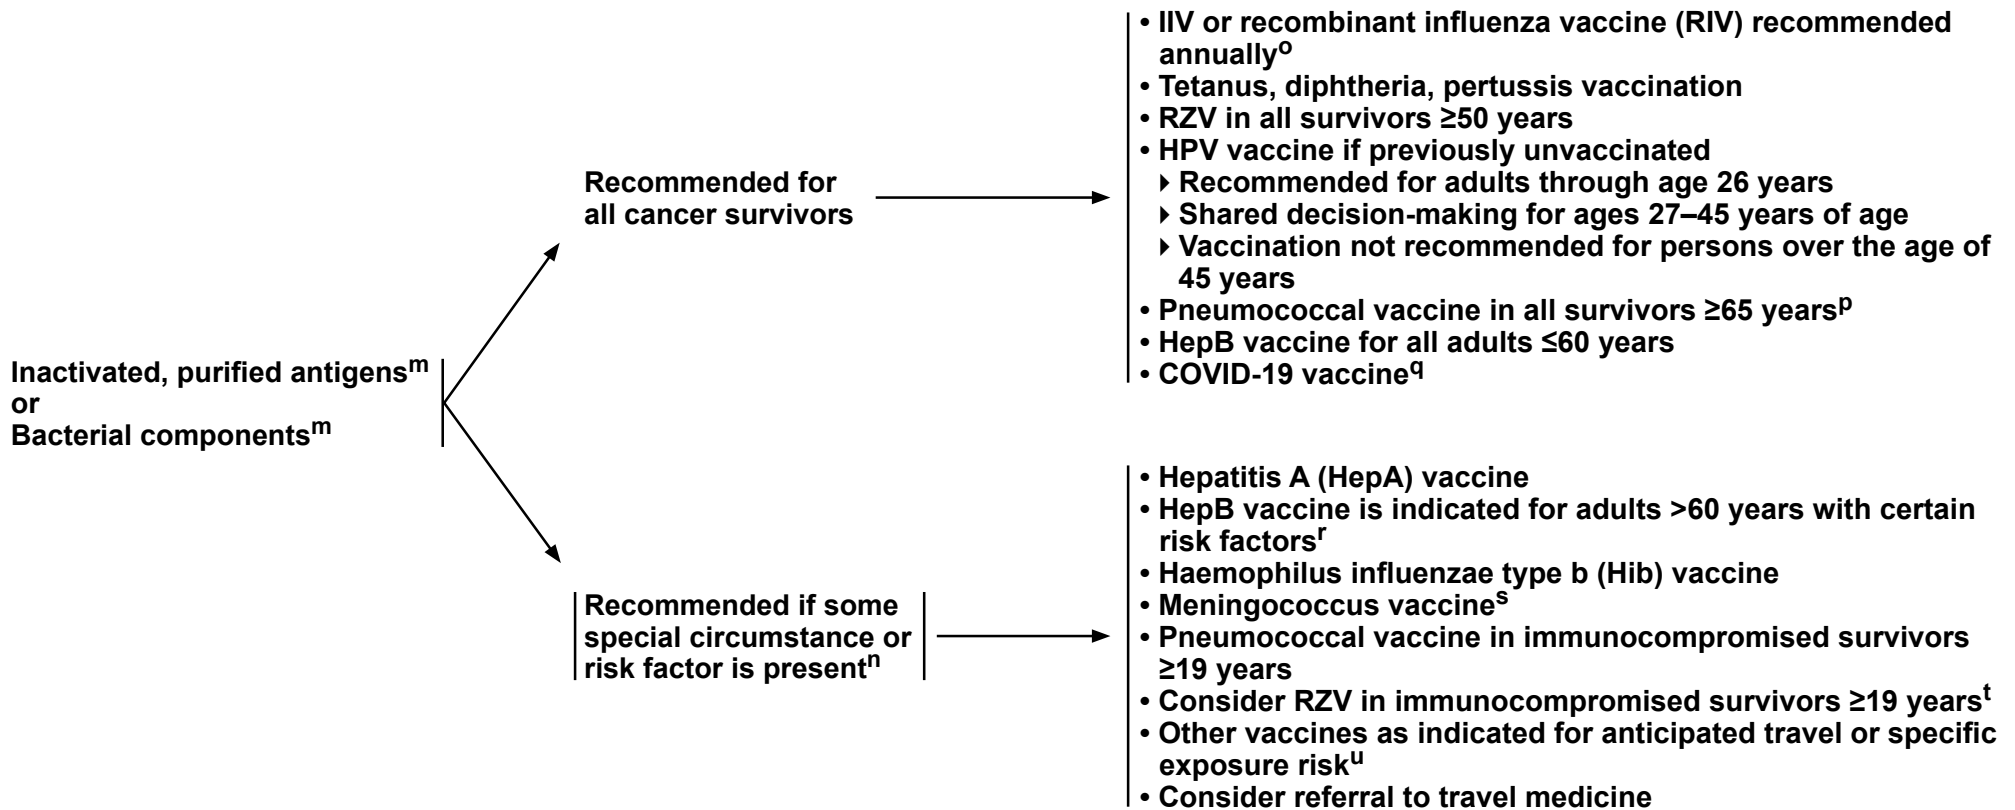 Inactivated, purified antigensᵐ
or
Bacterial componentsᵐ
Recommended for
all cancer survivors
• IIV or recombinant influenza vaccine (RIV) recommended
annuallyᵒ
• Tetanus, diphtheria, pertussis vaccination
• RZV in all survivors ≥50 years
• HPV vaccine if previously unvaccinated
▸ Recommended for adults through age 26 years
▸ Shared decision-making for ages 27–45 years of age
▸ Vaccination not recommended for persons over the age of
45 years
• Pneumococcal vaccine in all survivors ≥65 yearsᵖ
• HepB vaccine for all adults ≤60 years
• COVID-19 vaccine^q
Recommended if some
special circumstance or
risk factor is presentⁿ
• Hepatitis A (HepA) vaccine
• HepB vaccine is indicated for adults >60 years with certain
risk factorsʳ
• Haemophilus influenzae type b (Hib) vaccine
• Meningococcus vaccineˢ
• Pneumococcal vaccine in immunocompromised survivors
≥19 years
• Consider RZV in immunocompromised survivors ≥19 yearsᵗ
• Other vaccines as indicated for anticipated travel or specific
exposure riskᵘ
• Consider referral to travel medicine